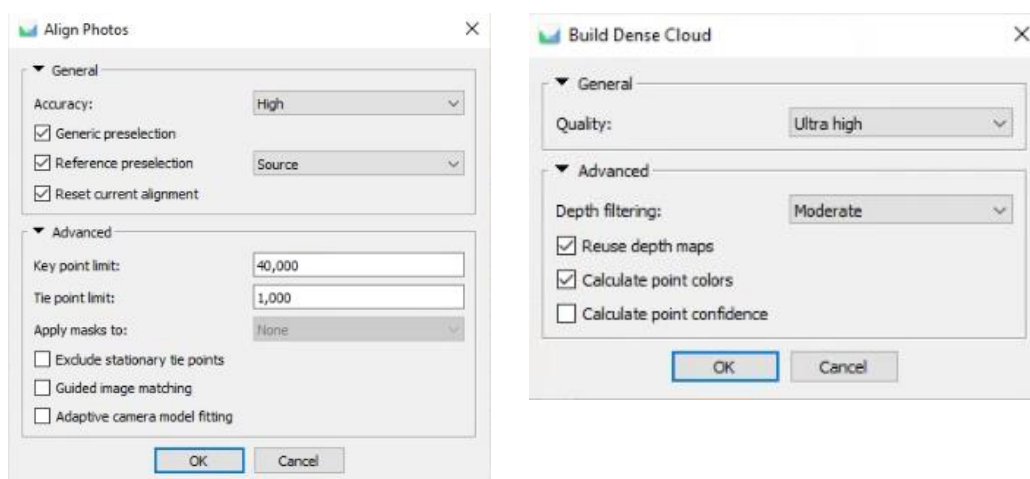 Align Photos
General
Accuracy: High
Generic preselection
Reference preselection Source
Reset current alignment
Advanced
Key point limit: 40,000
Tie point limit: 1,000
Apply masks to: None
Exclude stationary tie points
Guided image matching
Adaptive camera model fitting
OK Cancel
Build Dense Cloud
General
Quality: Ultra high
Advanced
Depth filtering: Moderate
Reuse depth maps
Calculate point colors
Calculate point confidence
OK Cancel